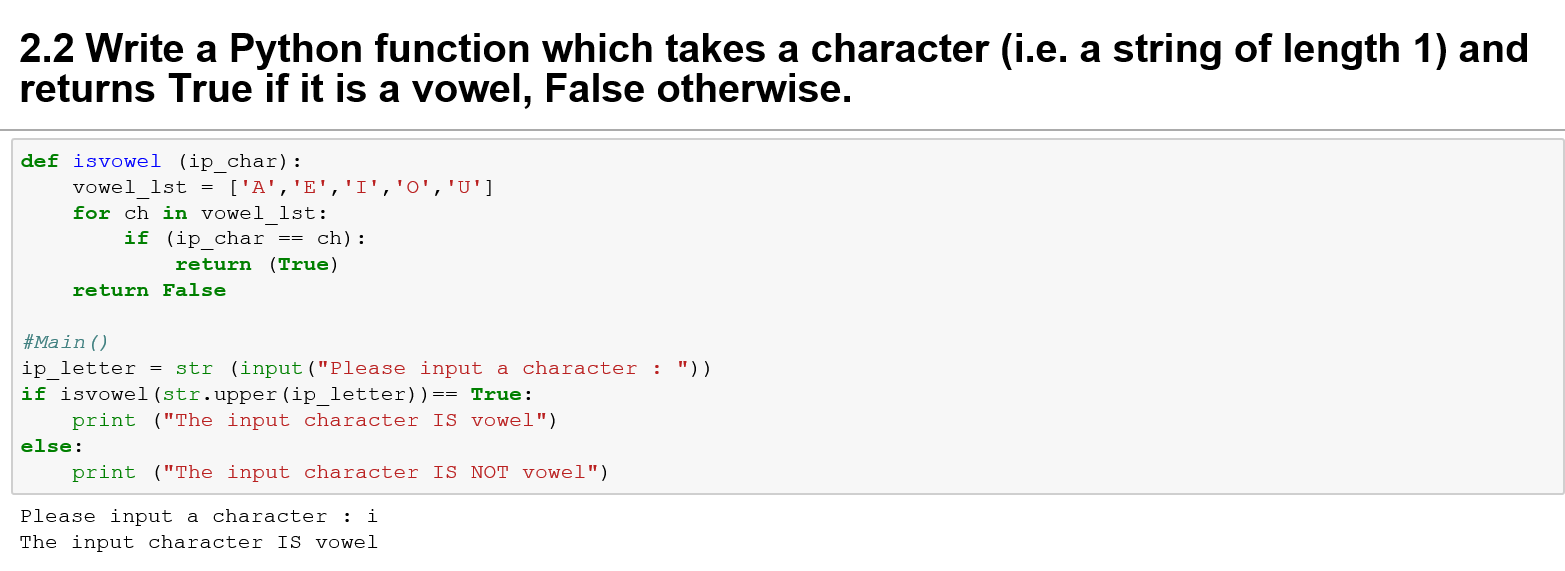 2.2 Write a Python function which takes a character (i.e. a string of length 1) and
returns True if it is a vowel, False otherwise.
def isvowel (ip_char):
    vowel_lst = ['A','E','I','O','U']
    for ch in vowel_lst:
        if (ip_char == ch):
            return (True)
    return False
#Main()
ip_letter = str (input("Please input a character : "))
if isvowel(str.upper(ip_letter))== True:
    print ("The input character IS vowel")
else:
    print ("The input character IS NOT vowel")
Please input a character : i
The input character IS vowel